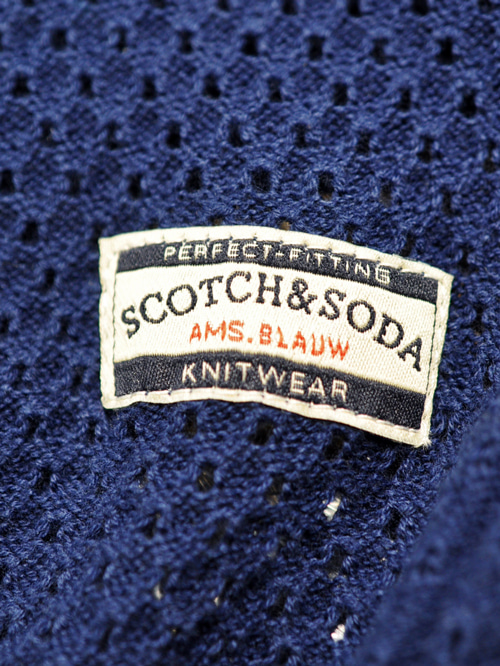 PERFECT-FITTING
SCOTCH&SODA
AMS.BLAUW
KNITWEAR